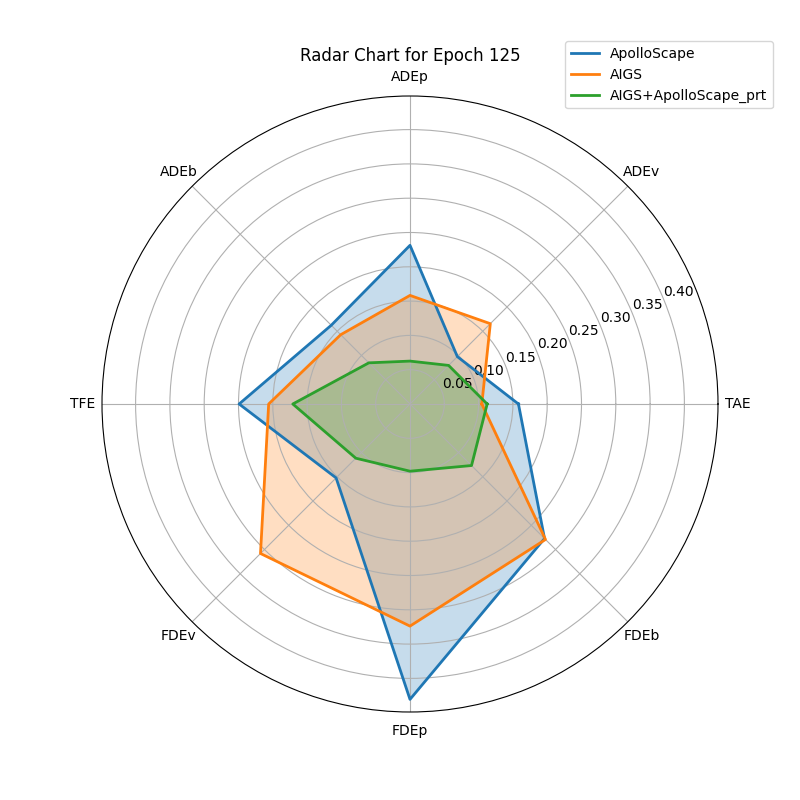 Radar Chart for Epoch 125
ApolloScape
AIGS
AIGS+ApolloScape_prt
ADEp
ADEb
ADEv
0.40
0.35
0.30
0.25
0.20
0.15
0.10
0.05
TFE
TAE
FDEv
FDEb
FDEp